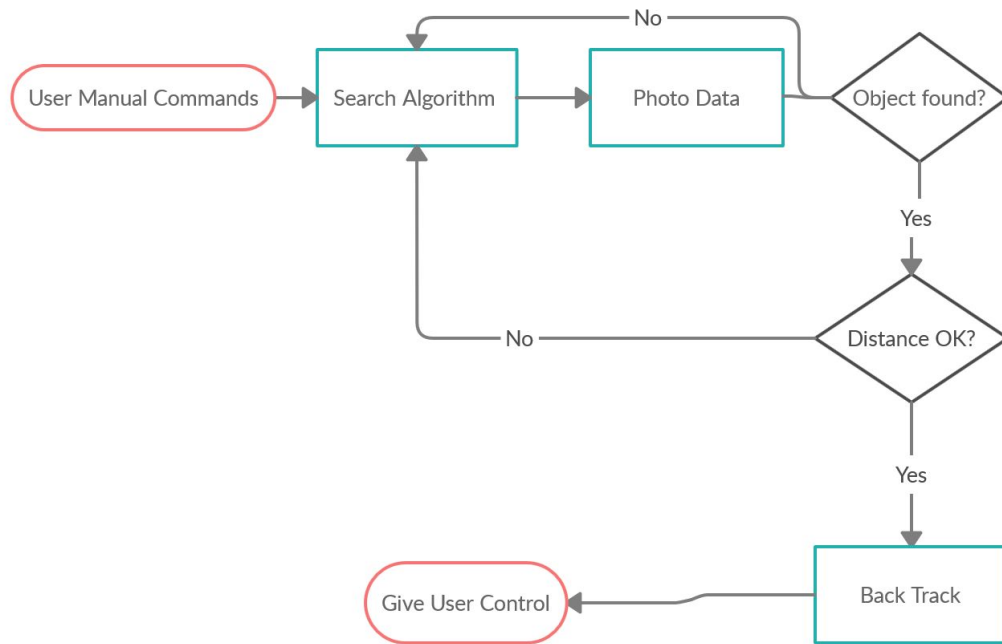 No
User Manual Commands
Search Algorithm
Photo Data
Object found?
Yes
No
Distance OK?
Yes
Back Track
Give User Control